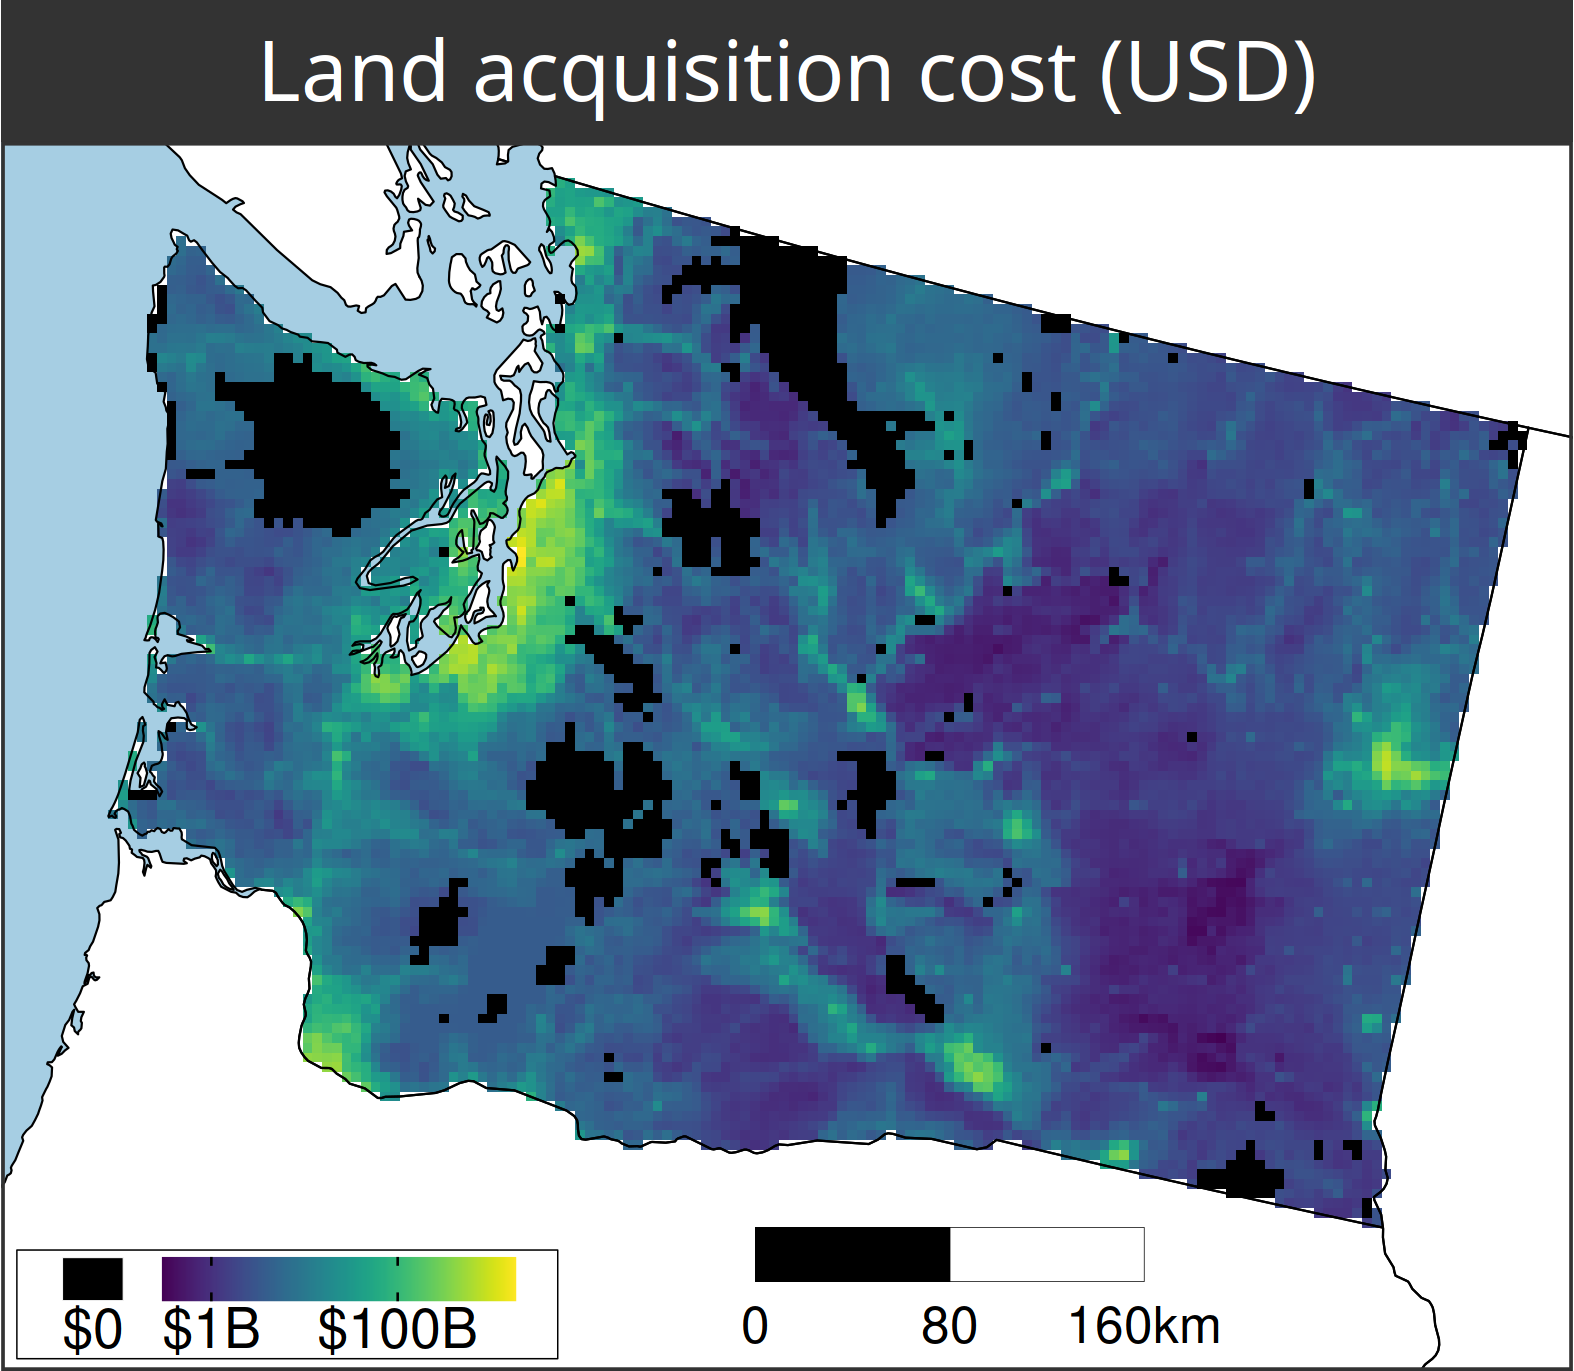 Land acquisition cost (USD)
$0 $1B $100B
0 80 160km